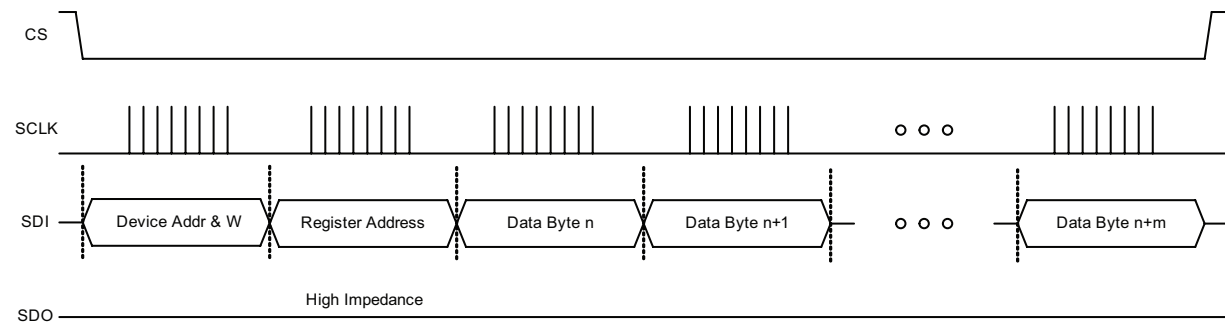 CS
SCLK
SDI Device Addr & W Register Address Data Byte n Data Byte n+1 Data Byte n+m
High Impedance
SDO